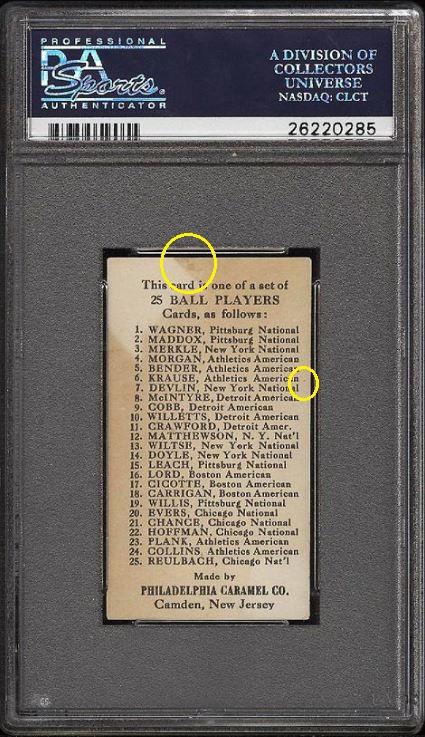 PROFESSIONAL
PSA
Sports
AUTHENTICATOR
A DIVISION OF
COLLECTORS
UNIVERSE
NASDAQ: CLCT
26220285
This card is one of a set of
25 BALL PLAYERS
Cards, as follows:
1. WAGNER, Pittsburg National
2. MADDOX, Pittsburg National
3. MERKLE, New York National
4. MORGAN, Athletics American
5. BENDER, Athletics American
6. KRAUSE, Athletics American
7. DEVLIN, New York National
8. McINTYRE, Detroit American
9. COBB, Detroit American
10. WILLETTS, Detroit American
11. CRAWFORD, Detroit Amer.
12. MATTHEWSON, N. Y. Nat'l
13. WILTSE, New York National
14. DOYLE, New York National
15. LEACH, Pittsburg National
16. LORD, Boston American
17. CICOTTE, Boston American
18. CARRIGAN, Boston American
19. WILLIS, Pittsburg National
20. EVERS, Chicago National
21. CHANCE, Chicago National
22. HOFFMAN, Chicago National
23. PLANK, Athletics American
24. COLLINS, Athletics American
25. REULBACH, Chicago Nat'l
Made by
PHILADELPHIA CARAMEL CO.
Camden, New Jersey